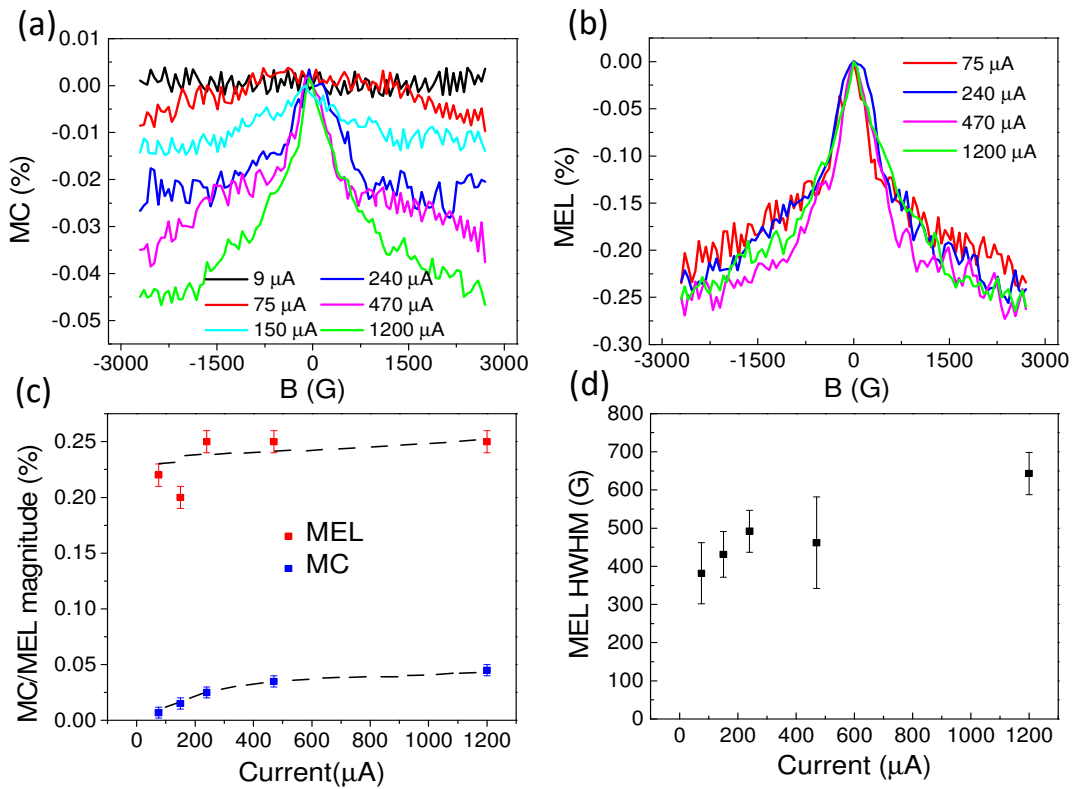 (a)
MC (%)
0.01
0.00
-0.01
-0.02
-0.03
-0.04
-0.05
9 μA
240 μA
75 μA
470 μA
150 μA
1200 μA
-3000 -1500 0 1500 3000
B (G)
(b)
MEL (%)
0.00
-0.05
-0.10
-0.15
-0.20
-0.25
-0.30
75 μA
240 μA
470 μA
1200 μA
-3000 -1500 0 1500 3000
B (G)
(c)
MC/MEL magnitude (%)
0.25
0.20
0.25
0.10
0.05
0.00
MEL
MC
0 200 400 600 800 1000 1200
Current(μA)
(d)
MEL HWHM (G)
800
700
600
500
400
300
200
100
0
0 200 400 600 800 1000 1200
Current (μA)